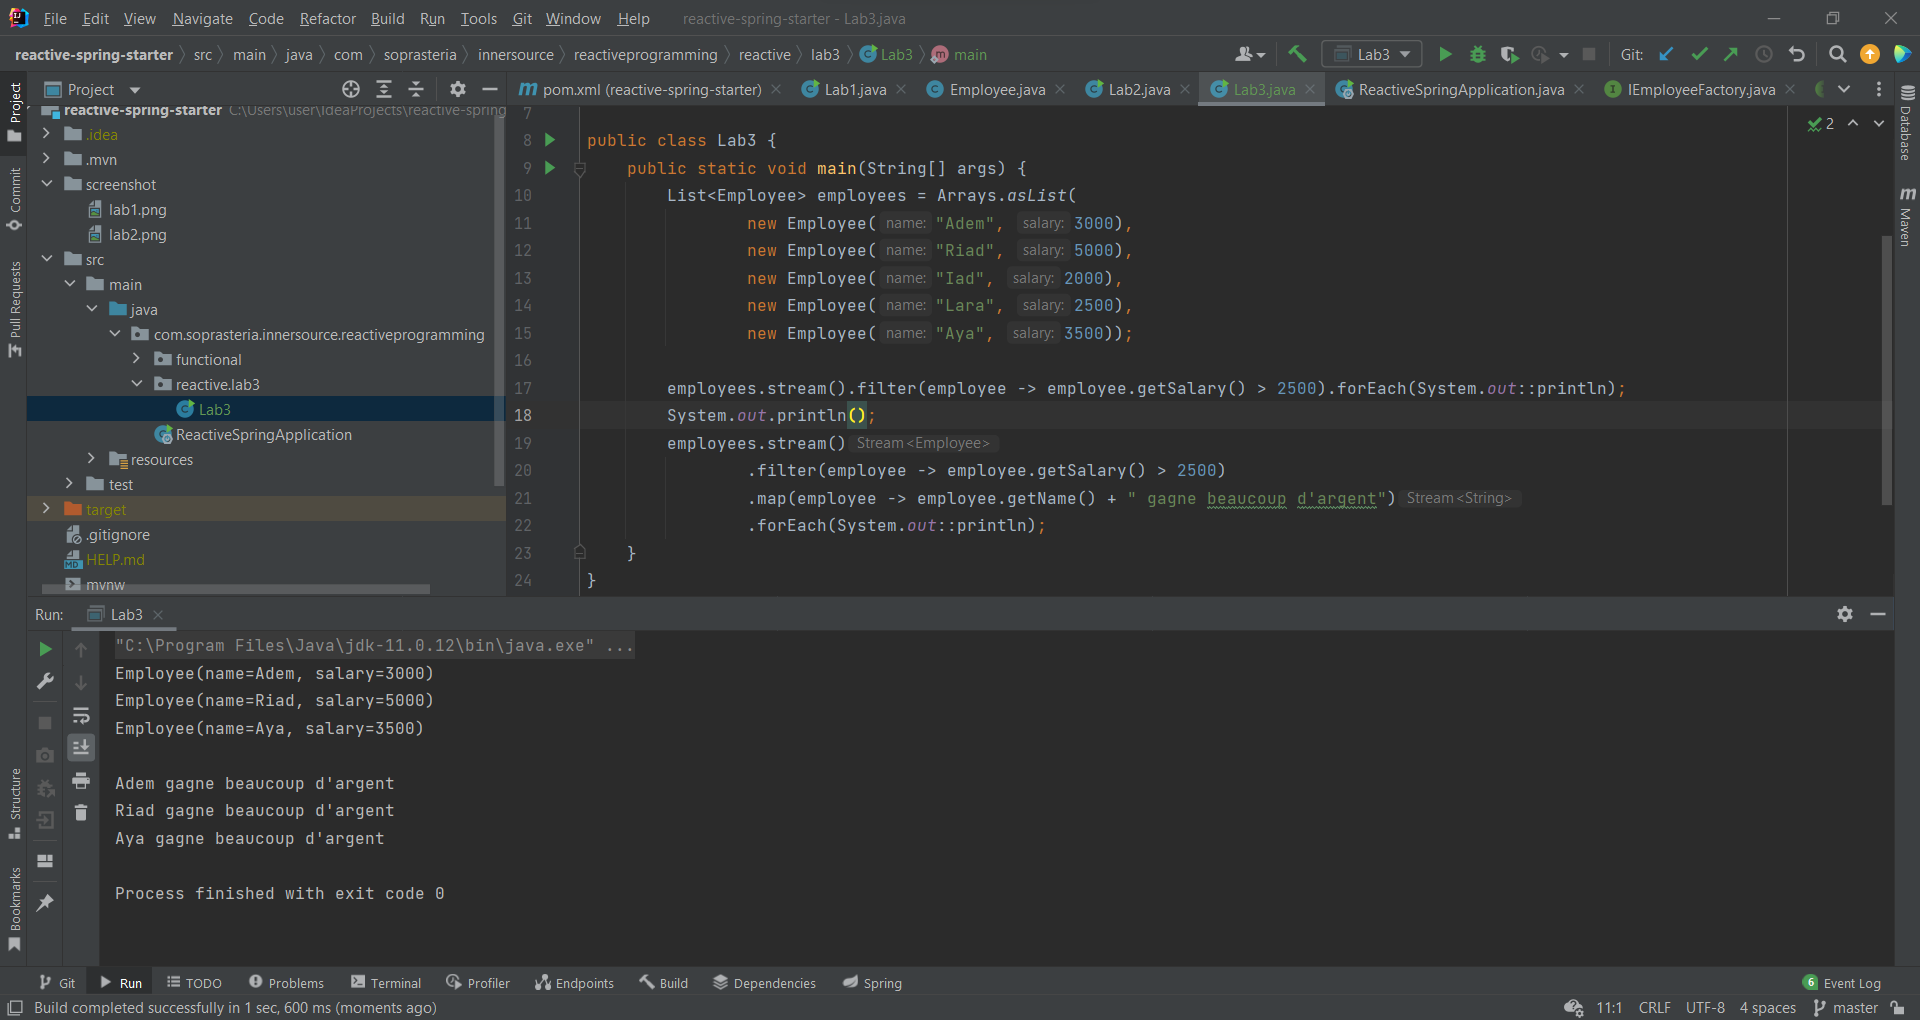 File Edit View Navigate Code Refactor Build Run Tools Git Window Help reactive-spring-starter - Lab3.java
reactive-spring-starter src main java com soprasteria innersource reactiveprogramming reactive lab3 Lab3 main Lab3 Git:
Project pom.xml (reactive-spring-starter) Lab1.java Employee.java Lab2.java Lab3.java ReactiveSpringApplication.java IEmployeeFactory.java
Project
Commit
Pull Requests
Structure
Bookmarks
Database
Maven
reactive-spring-starter C:\Users\user\IdeaProjects\reactive-spring
.idea
.mvn
screenshot
lab1.png
lab2.png
src
main
java
com.soprasteria.innersource.reactiveprogramming
functional
reactive.lab3
Lab3
ReactiveSpringApplication
resources
test
target
.gitignore
HELP.md
mvnw
2
7
8 public class Lab3 {
9 public static void main(String[] args) {
10 List<Employee> employees = Arrays.asList(
11 new Employee( name: "Adem", salary: 3000),
12 new Employee( name: "Riad", salary: 5000),
13 new Employee( name: "Iad", salary: 2000),
14 new Employee( name: "Lara", salary: 2500),
15 new Employee( name: "Aya", salary: 3500));
16
17 employees.stream().filter(employee -> employee.getSalary() > 2500).forEach(System.out::println);
18 System.out.println();
19 employees.stream() Stream<Employee>
20 .filter(employee -> employee.getSalary() > 2500)
21 .map(employee -> employee.getName() + " gagne beaucoup d'argent") Stream<String>
22 .forEach(System.out::println);
23 }
24 }
Run: Lab3
"C:\Program Files\Java\jdk-11.0.12\bin\java.exe" ...
Employee(name=Adem, salary=3000)
Employee(name=Riad, salary=5000)
Employee(name=Aya, salary=3500)
Adem gagne beaucoup d'argent
Riad gagne beaucoup d'argent
Aya gagne beaucoup d'argent
Process finished with exit code 0
Git Run TODO Problems Terminal Profiler Endpoints Build Dependencies Spring 6 Event Log
Build completed successfully in 1 sec, 600 ms (moments ago) 11:1 CRLF UTF-8 4 spaces master